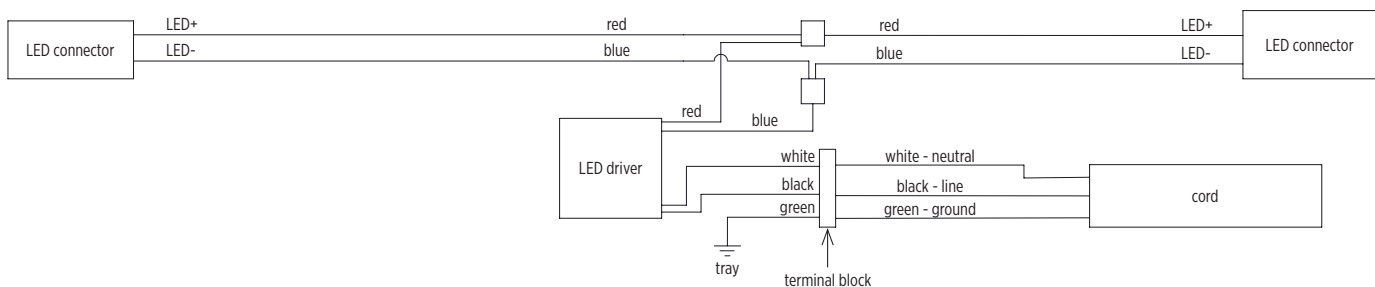 LED+ red red LED+
LED connector LED connector
LED- blue blue LED-
red
blue
LED driver
white white - neutral
black black - line
cord
green green - ground
tray
terminal block